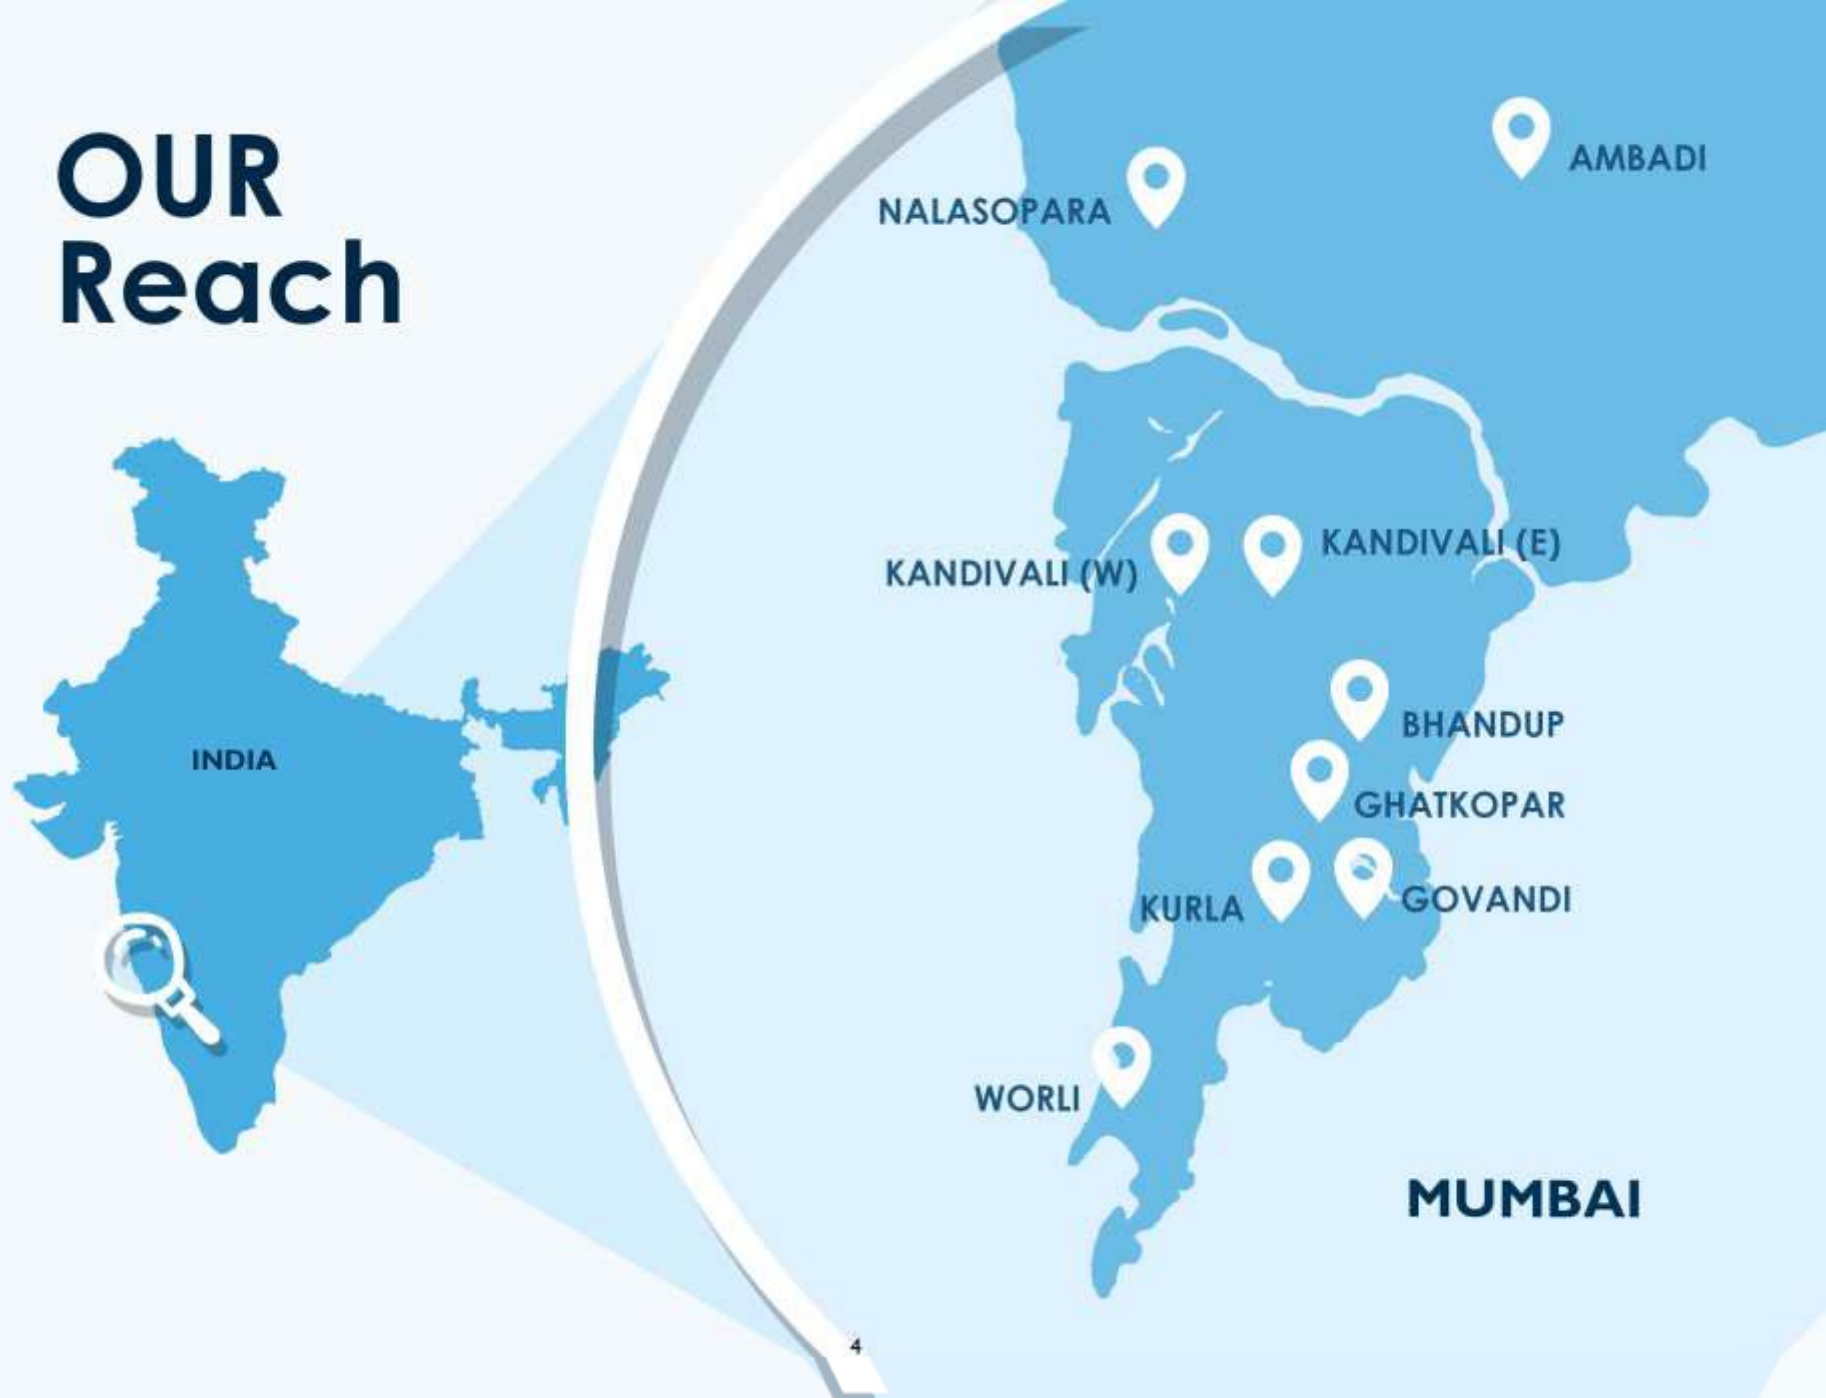 OUR
Reach
AMBADI
NALASOPARA
KANDIVALI (E)
KANDIVALI (W)
BHANDUP
INDIA
GHATKOPAR
GOVANDI
KURLA
WORLI
MUMBAI
4